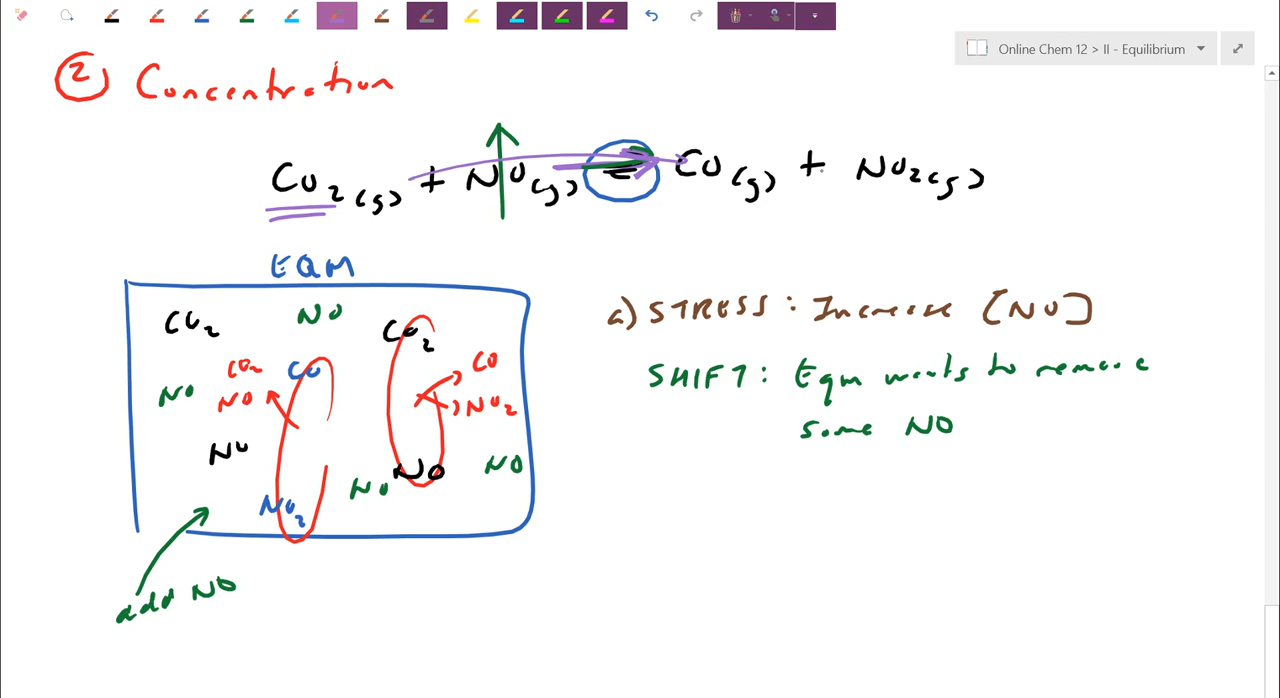 Online Chem 12 > II - Equilibrium
② Concentration
CO₂(g) + NO(g) ⇌ CO(g) + NO₂(g)
EQM
CO₂ NO CO₂
NO CO₂ CO CO
NO NO₂
NO NO NO
NO₂ NO
add NO
a) STRESS : Increase [NO]
SHIFT : Eqm wants to remove
some NO